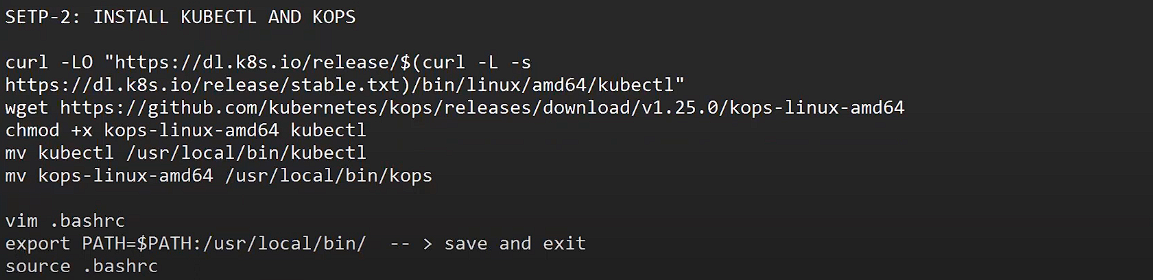 SETP-2: INSTALL KUBECTL AND KOPS
curl -LO "https://dl.k8s.io/release/$(curl -L -s
https://dl.k8s.io/release/stable.txt)/bin/linux/amd64/kubectl"
wget https://github.com/kubernetes/kops/releases/download/v1.25.0/kops-linux-amd64
chmod +x kops-linux-amd64 kubectl
mv kubectl /usr/local/bin/kubectl
mv kops-linux-amd64 /usr/local/bin/kops
vim .bashrc
export PATH=$PATH:/usr/local/bin/  -- > save and exit
source .bashrc